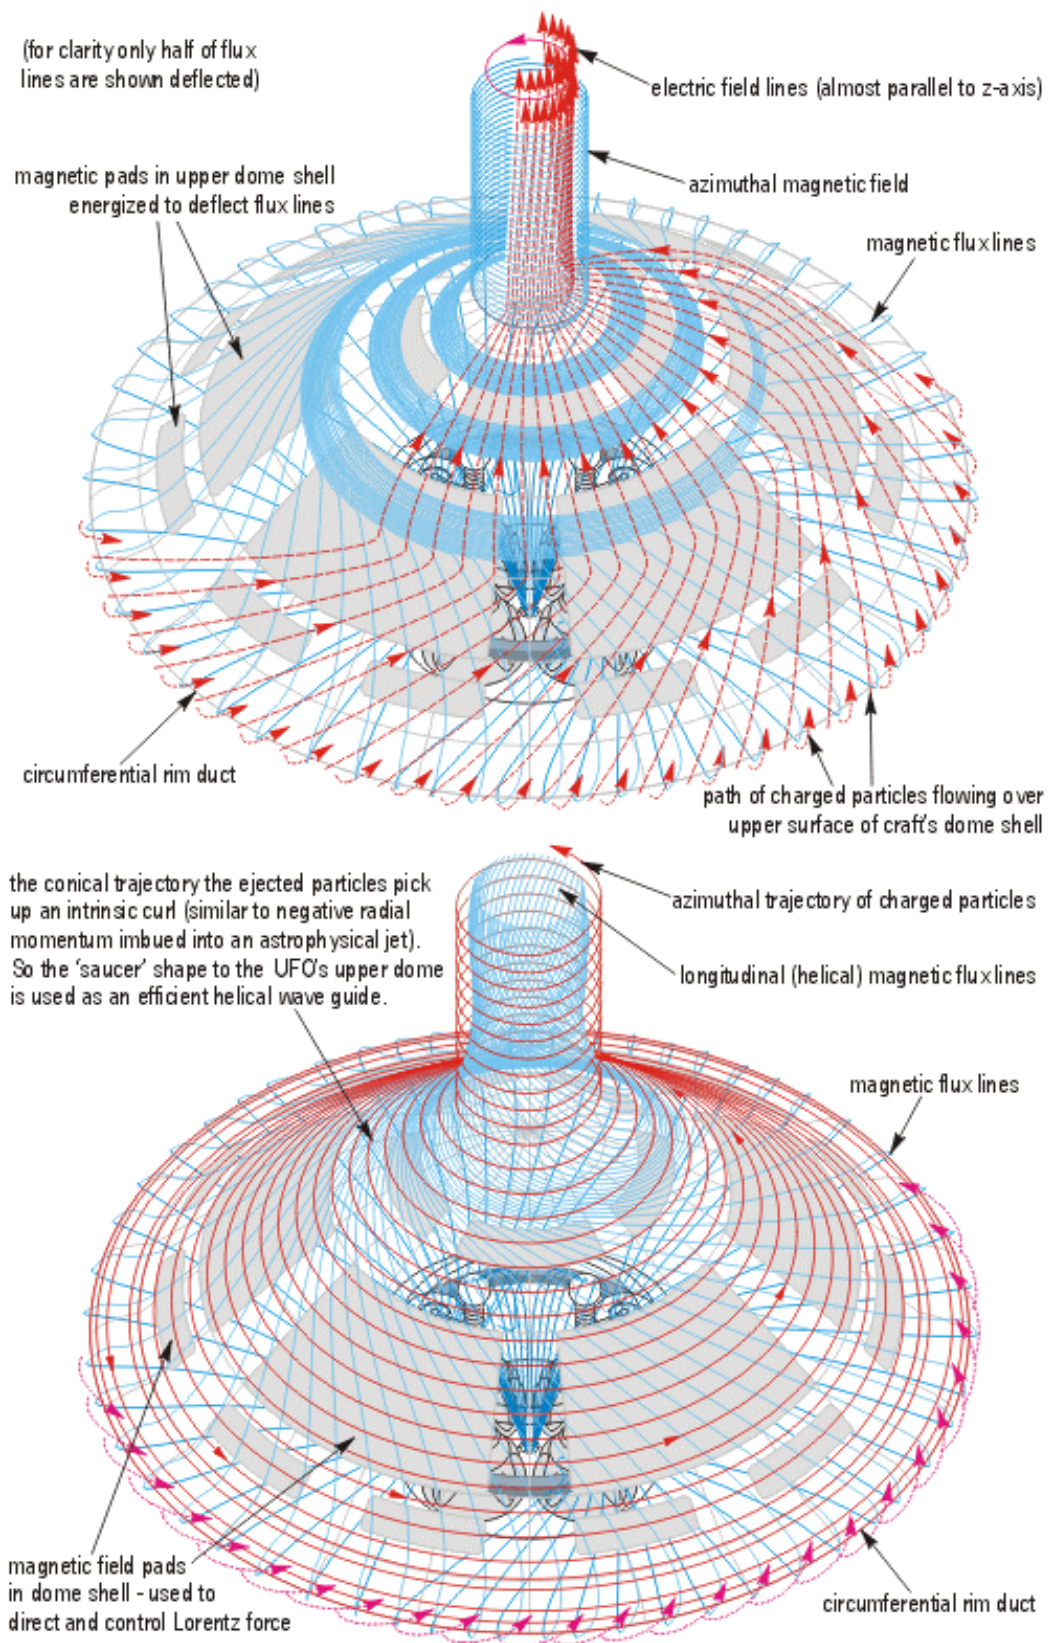 (for clarity only half of flux
lines are shown deflected)
electric field lines (almost parallel to z-axis)
magnetic pads in upper dome shell
energized to deflect flux lines
azimuthal magnetic field
magnetic flux lines
circumferential rim duct
path of charged particles flowing over
upper surface of craft's dome shell
the conical trajectory the ejected particles pick
up an intrinsic curl (similar to negative radial
momentum imbued into an astrophysical jet).
So the 'saucer' shape to the UFO's upper dome
is used as an efficient helical wave guide.
azimuthal trajectory of charged particles
longitudinal (helical) magnetic flux lines
magnetic flux lines
magnetic field pads
in dome shell - used to
direct and control Lorentz force
circumferential rim duct